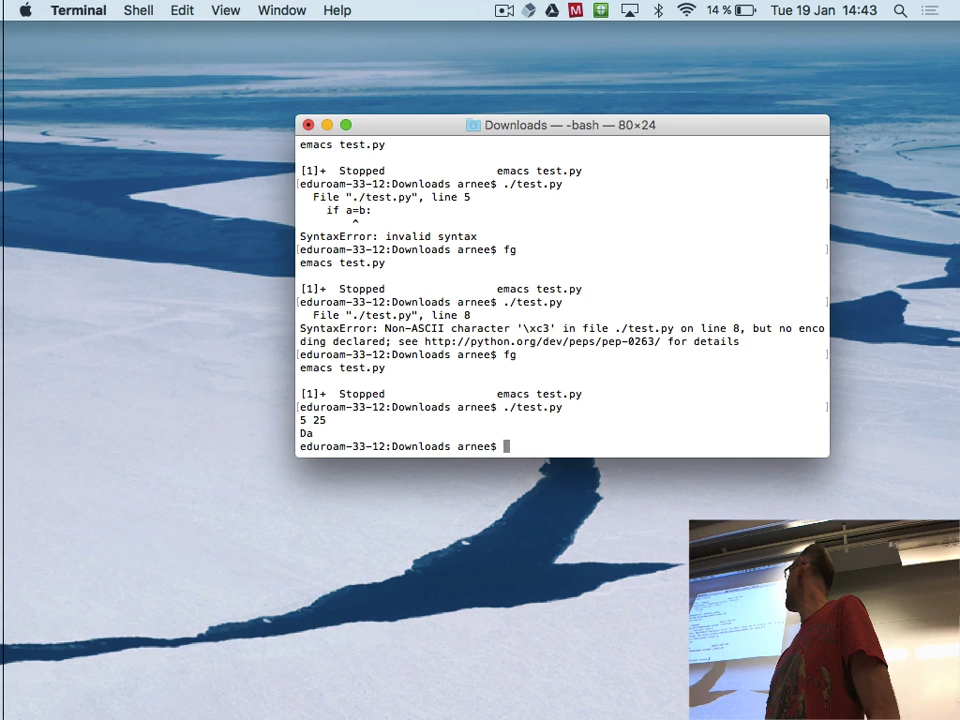 Terminal Shell Edit View Window Help 14 % Tue 19 Jan 14:43
Downloads — -bash — 80×24
emacs test.py
[1]+  Stopped                 emacs test.py
[eduroam-33-12:Downloads arnee$ ./test.py ]
  File "./test.py", line 5
    if a=b:
        ^
SyntaxError: invalid syntax
[eduroam-33-12:Downloads arnee$ fg ]
emacs test.py
[1]+  Stopped                 emacs test.py
[eduroam-33-12:Downloads arnee$ ./test.py ]
  File "./test.py", line 8
SyntaxError: Non-ASCII character '\xc3' in file ./test.py on line 8, but no enco
ding declared; see http://python.org/dev/peps/pep-0263/ for details
[eduroam-33-12:Downloads arnee$ fg ]
emacs test.py
[1]+  Stopped                 emacs test.py
[eduroam-33-12:Downloads arnee$ ./test.py ]
5 25
Da
eduroam-33-12:Downloads arnee$